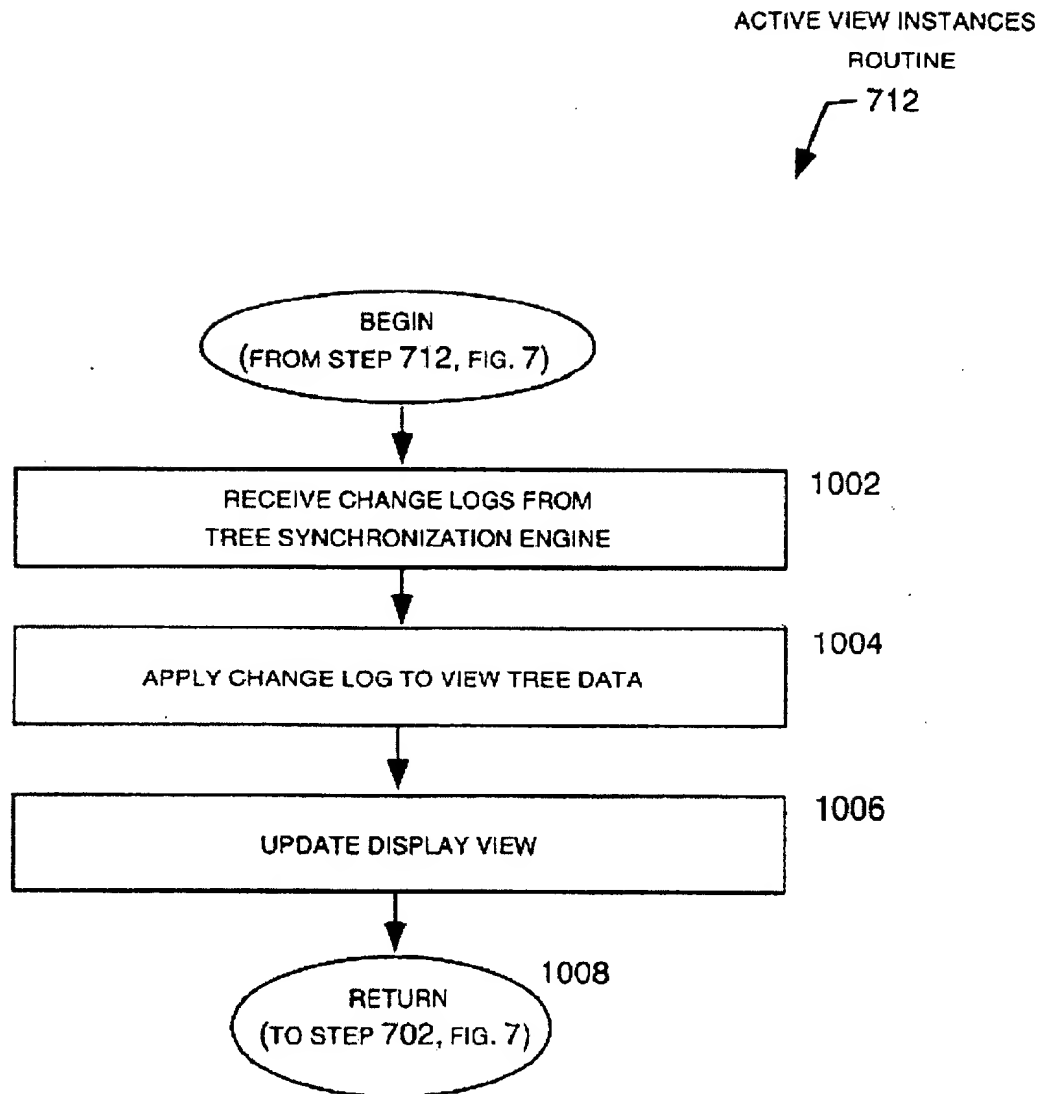 ACTIVE VIEW INSTANCES
ROUTINE
712
BEGIN
(FROM STEP 712, FIG. 7)
1002
RECEIVE CHANGE LOGS FROM
TREE SYNCHRONIZATION ENGINE
1004
APPLY CHANGE LOG TO VIEW TREE DATA
1006
UPDATE DISPLAY VIEW
1008
RETURN
(TO STEP 702, FIG. 7)